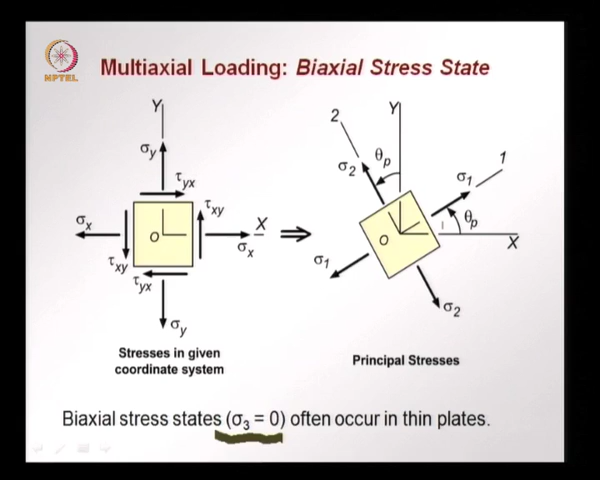 NPTEL
Multiaxial Loading: Biaxial Stress State
Y
σy
τyx
τxy
σx
O
X
σx
τxy
τyx
σy
Y
2
θp
σ2
σ1
1
θp
O
X
σ1
σ2
Stresses in given
coordinate system
Principal Stresses
Biaxial stress states (σ3 = 0) often occur in thin plates.